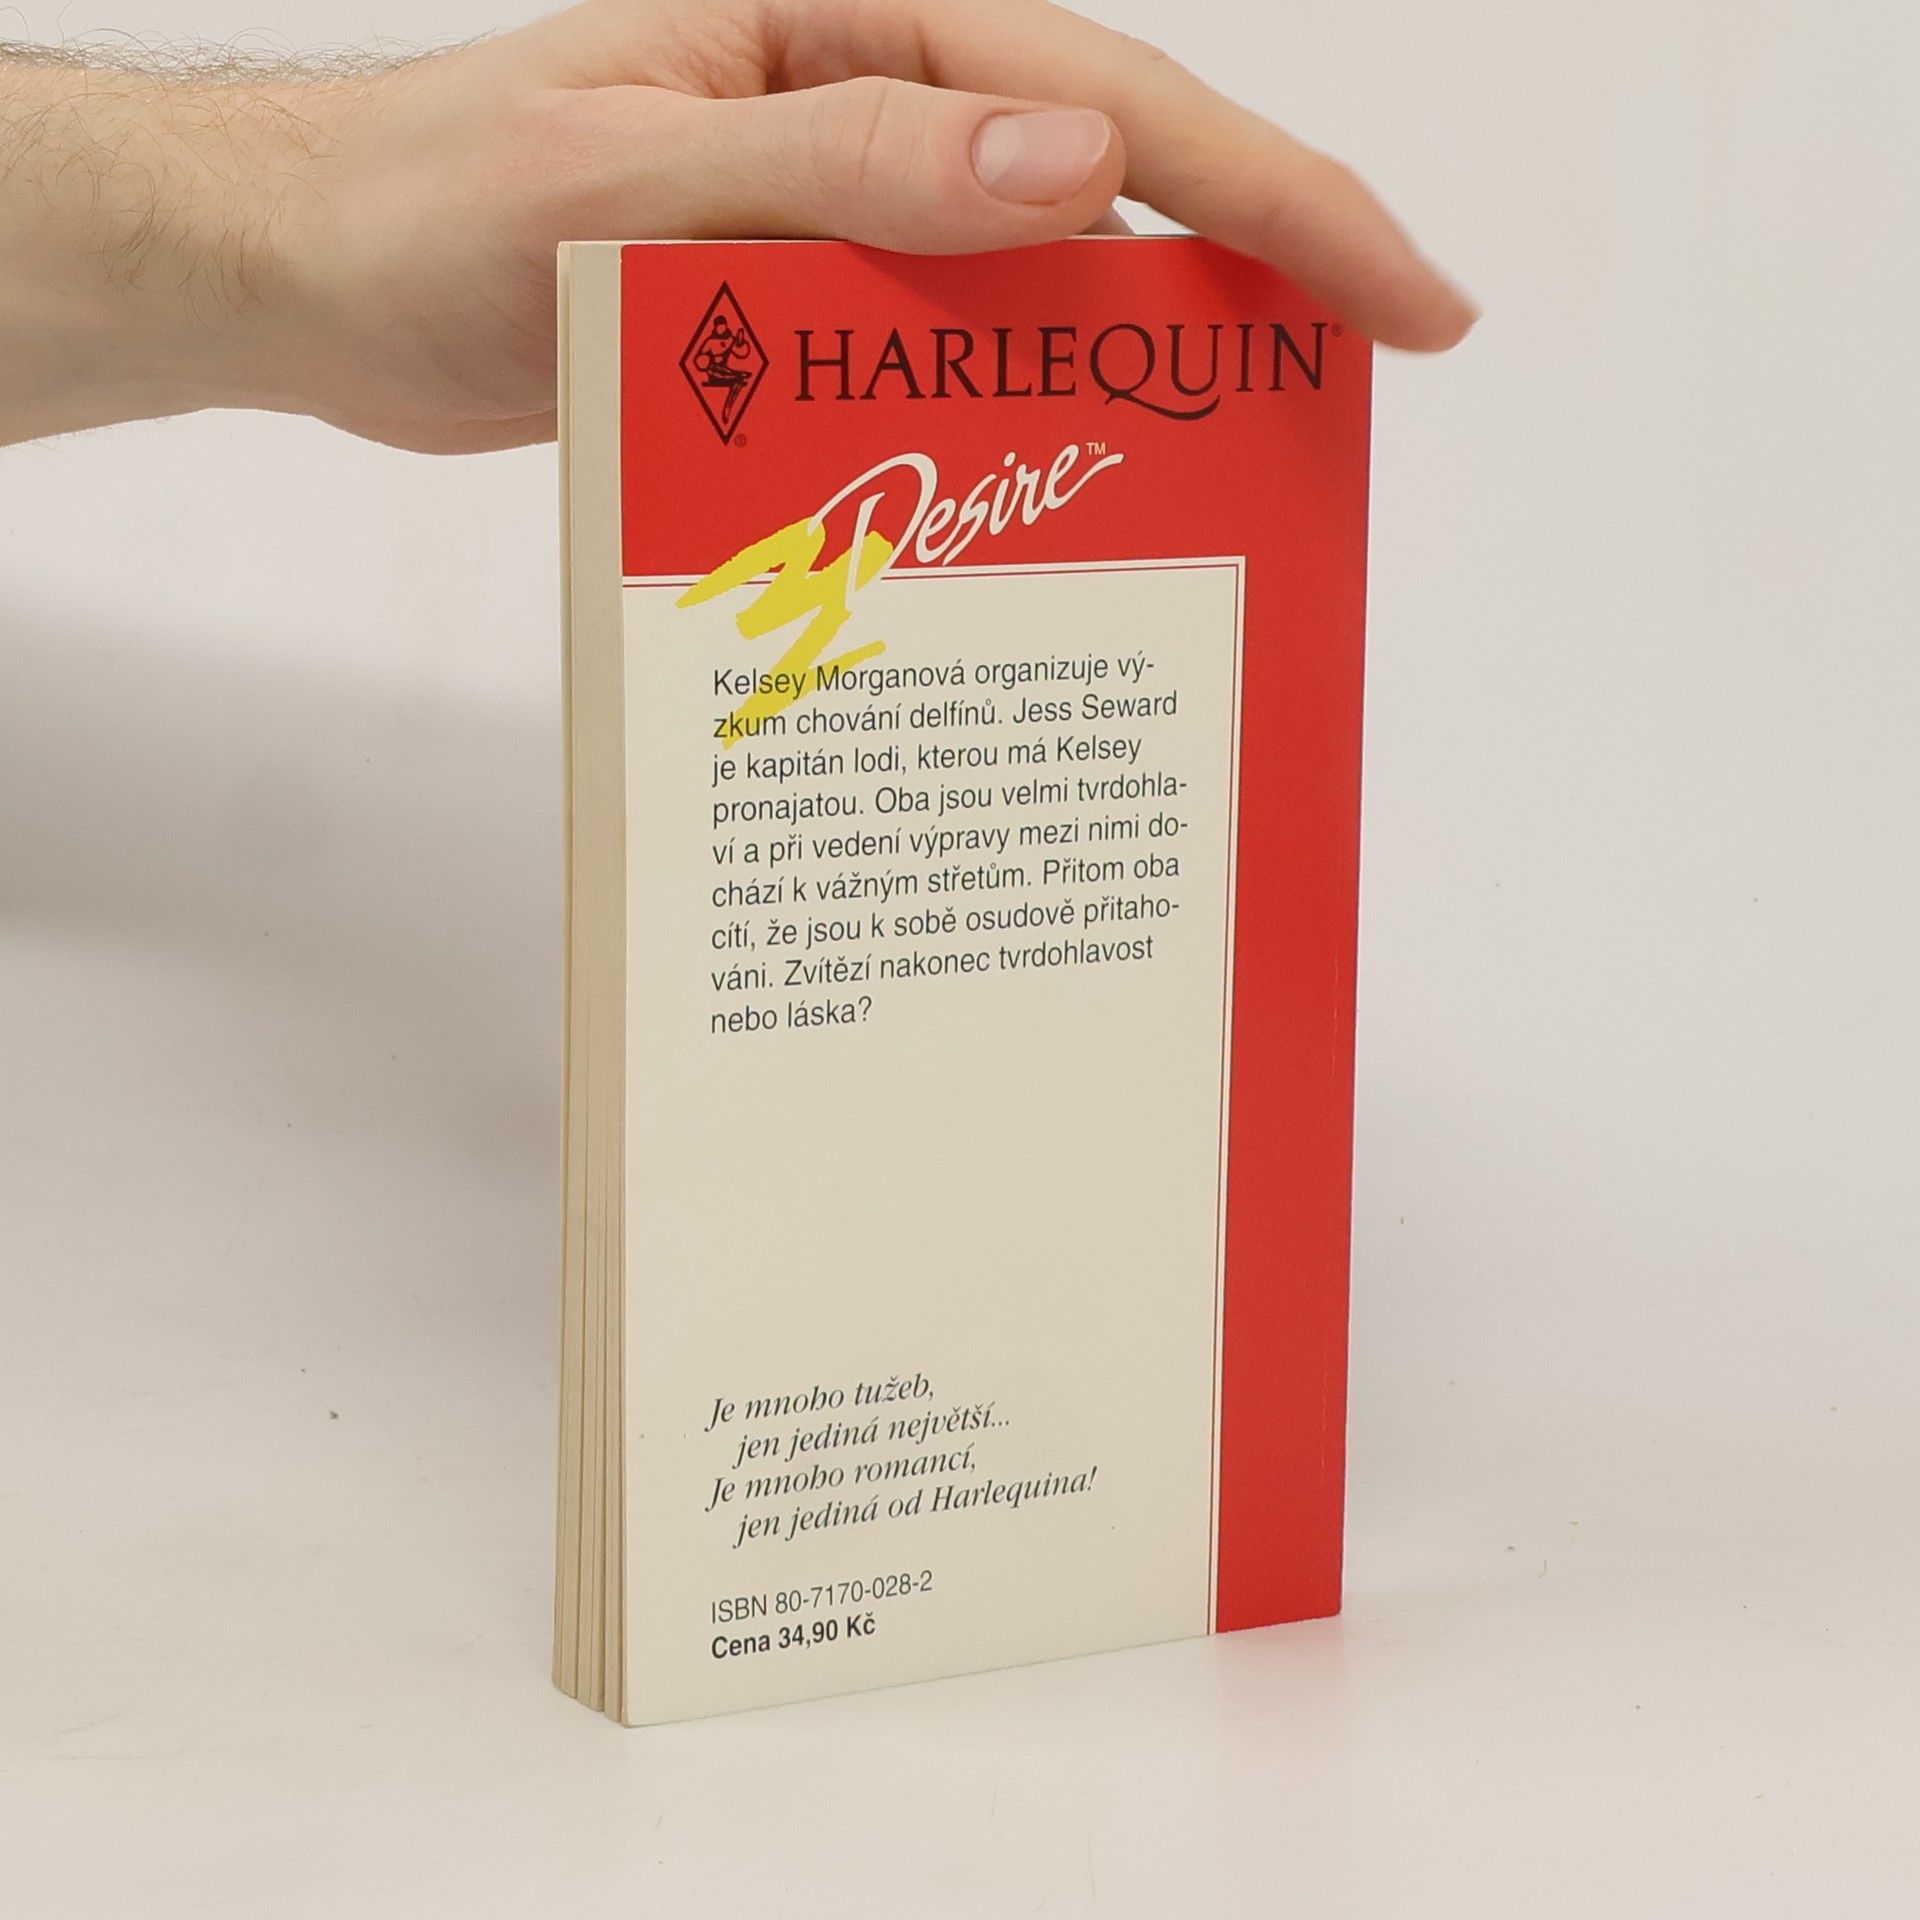 HARLEQUIN®
®
Desire™
Kelsey Morganová organizuje vý-
zkum chování delfínů. Jess Seward
je kapitán lodi, kterou má Kelsey
pronajatou. Oba jsou velmi tvrdohla-
ví a při vedení výpravy mezi nimi do-
chází k vážným střetům. Přitom oba
cítí, že jsou k sobě osudově přitaho-
váni. Zvítězí nakonec tvrdohlavost
nebo láska?
Je mnoho tužeb,
jen jediná největší...
Je mnoho romancí,
jen jediná od Harlequina!
ISBN 80-7170-028-2
Cena 34,90 Kč